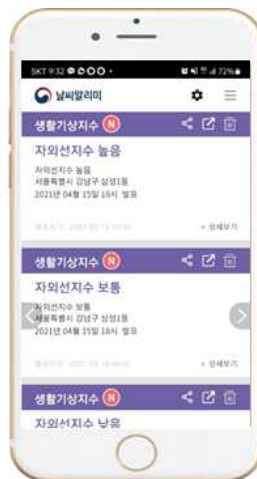 SKT 9:32
72%
날씨알리미
생활기상지수 N
자외선지수 높음
자외선지수 높음
서울특별시 강남구 삼성1동
2021년 04월 15일 18시 발표
+ 상세보기
생활기상지수 N
자외선지수 보통
자외선지수 보통
서울특별시 강남구 삼성1동
2021년 04월 15일 18시 발표
+ 상세보기
생활기상지수 N
자외선지수 낮음